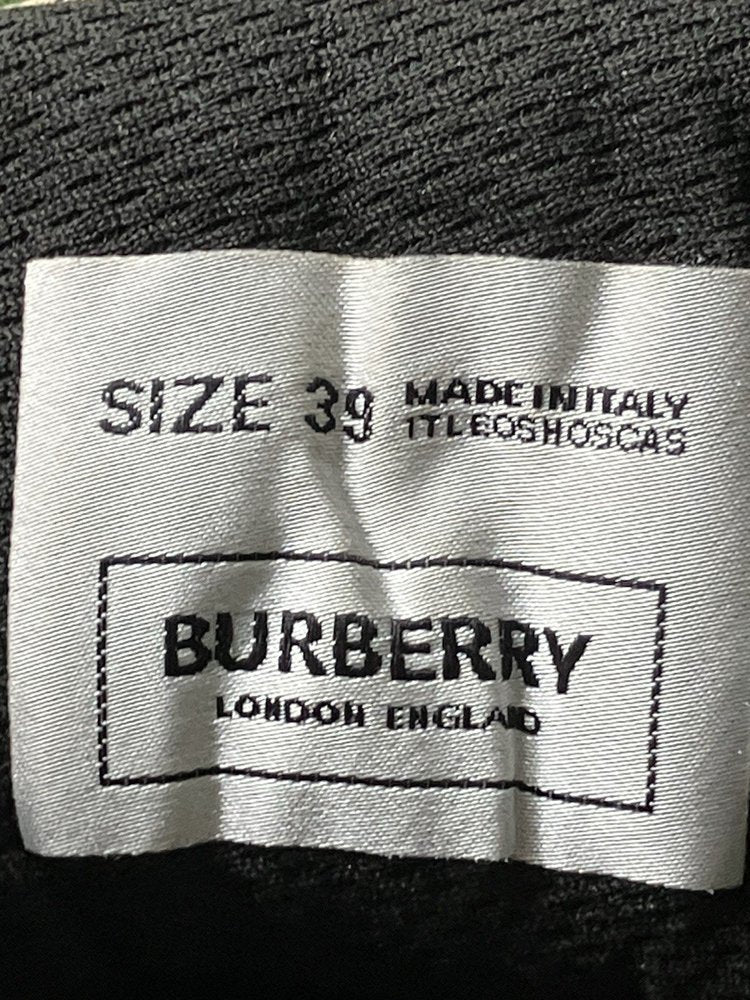 SIZE 39
MADE IN ITALY
ITLEOSHOSCAS
BURBERRY
LONDON ENGLAND